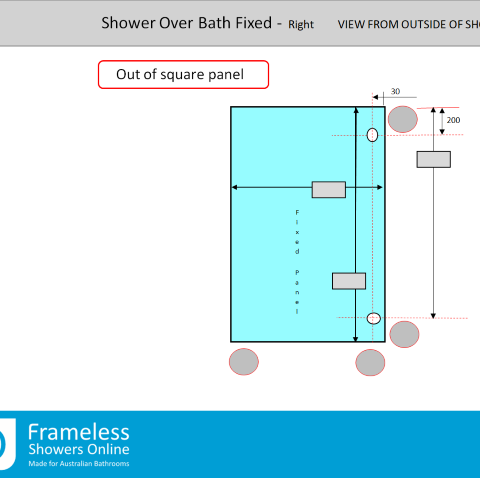 Shower Over Bath Fixed - Right
VIEW FROM OUTSIDE OF SH
Out of square panel
30
200
Fixed Panel
Frameless
Showers Online
Made for Australian Bathrooms